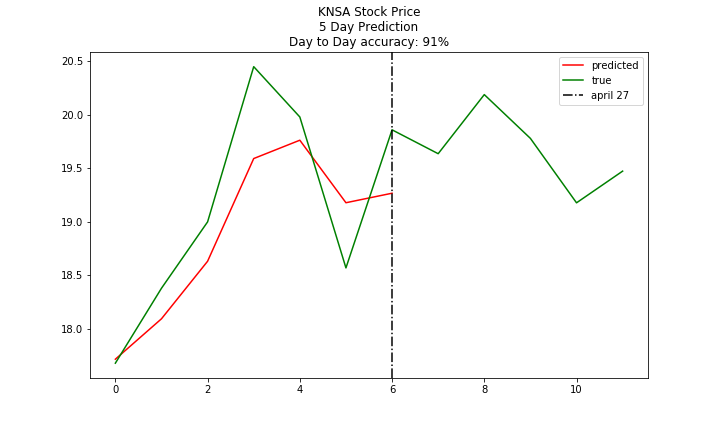 KNSA Stock Price
5 Day Prediction
Day to Day accuracy: 91%
predicted
true
april 27
20.5
20.0
19.5
19.0
18.5
18.0
0
2
4
6
8
10